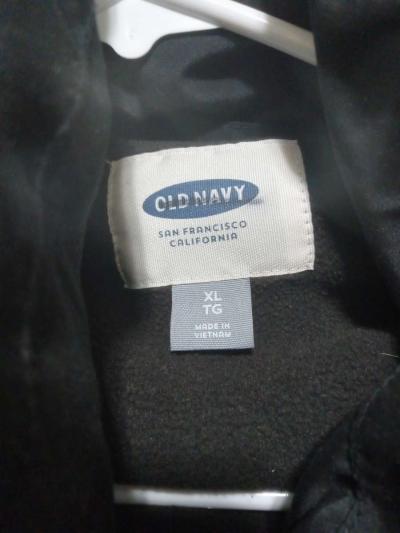 OLD NAVY
SAN FRANCISCO
CALIFORNIA
XL
TG
MADE IN
VIETNAM